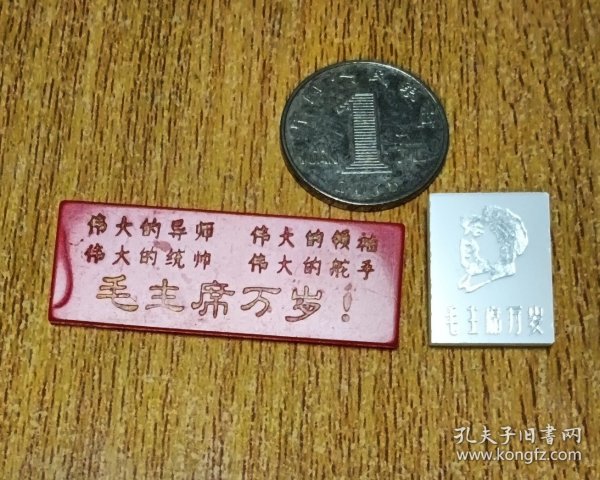 伟大的导师 伟大的领袖
伟大的统帅 伟大的舵手
毛主席万岁！
1
YUAN
毛主席万岁
孔夫子旧书网
www.kongfz.com